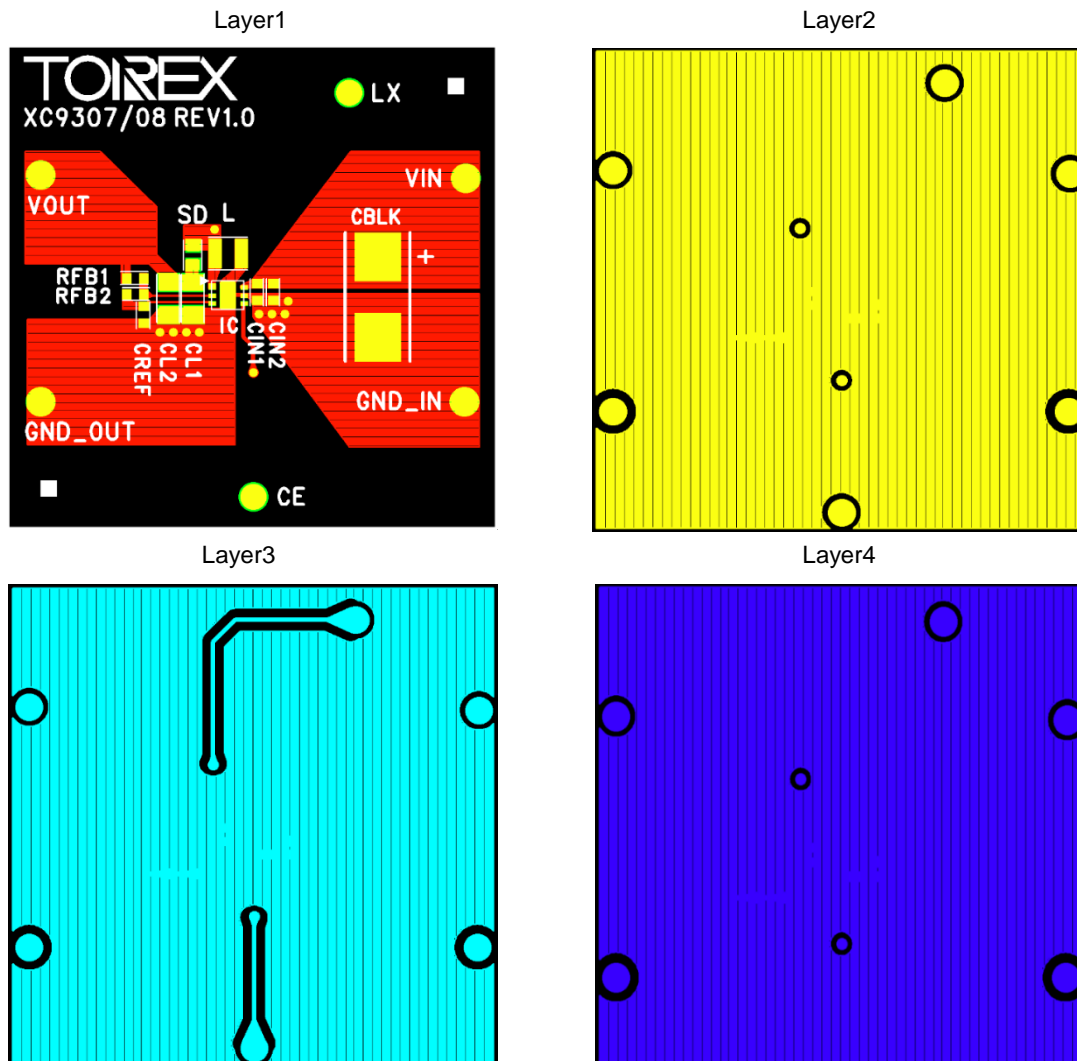 Layer1
Layer2
TOREX
XC9307/08 REV1.0
LX
VIN
VOUT
SD
L
CBLK
+
RFB1
RFB2
IC
CIN1
CIN2
CREF
CL2
CL1
GND_IN
GND_OUT
CE
Layer3
Layer4